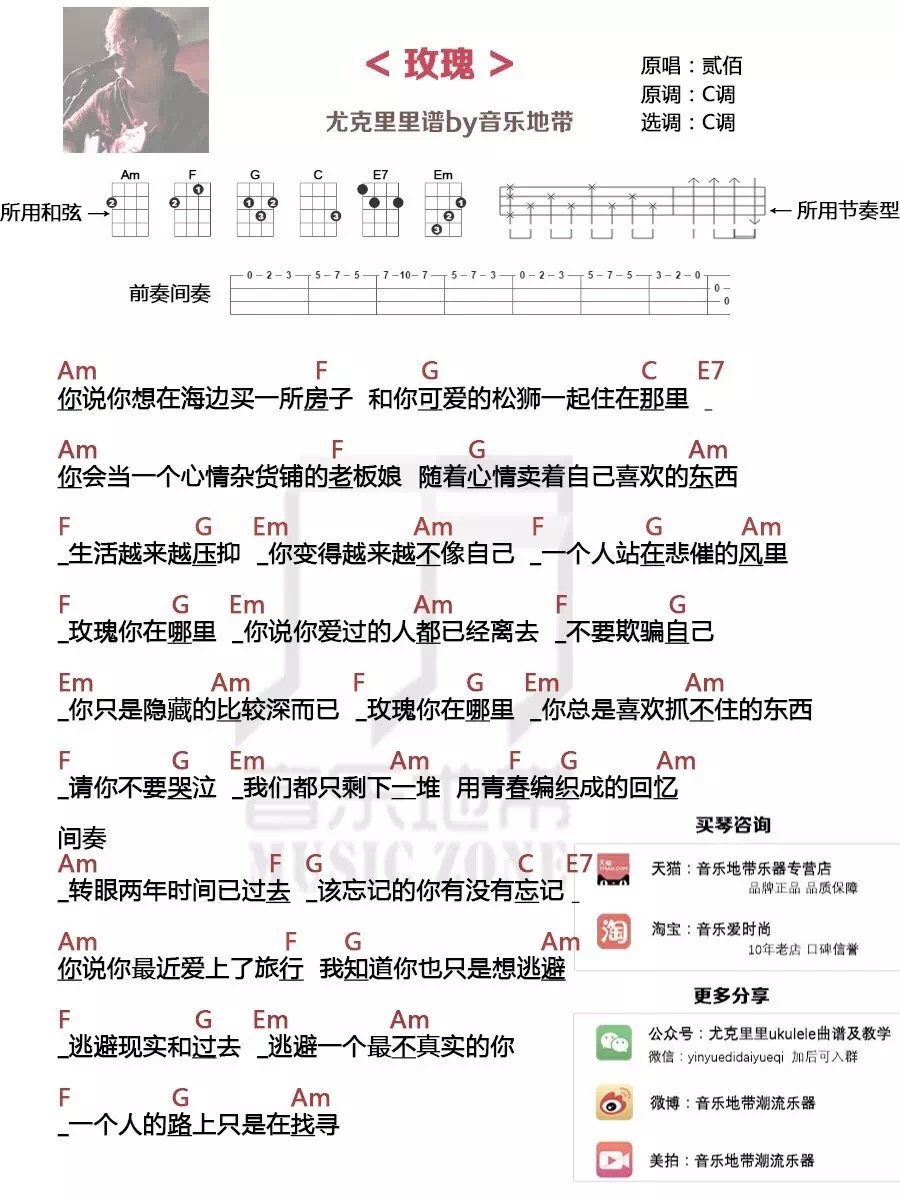 < 玫瑰 >
尤克里里谱by音乐地带
原唱：贰佰
原调：C调
选调：C调
所用和弦
Am F G C E7 Em
2 2 1 1 2 3 3 1 2 3
所用节奏型
前奏间奏
0-2-3 5-7-5 7-10-7 5-7-3 0-2-3 5-7-5 3-2-0 0 0
Am F G C E7
你说你想在海边买一所房子 和你可爱的松狮一起住在那里 _
Am F G Am
你会当一个心情杂货铺的老板娘 随着心情卖着自己喜欢的东西
F G Em Am F G Am
_生活越来越压抑 _你变得越来越不像自己 _一个人站在悲催的风里
F G Em Am F G
_玫瑰你在哪里 _你说你爱过的人都已经离去 _不要欺骗自己
Em Am F G Em Am
_你只是隐藏的比较深而已 _玫瑰你在哪里 _你总是喜欢抓不住的东西
F G Em Am F G Am
_请你不要哭泣 _我们都只剩下一堆 用青春编织成的回忆
间奏
Am F G C E7
_转眼两年时间已过去 _该忘记的你有没有忘记 _
Am F G Am
你说你最近爱上了旅行 我知道你也只是想逃避
F G Em Am
_逃避现实和过去 _逃避一个最不真实的你
F G Am
_一个人的路上只是在找寻
音乐地带
MUSIC ZONE
买琴咨询
天猫
TMALL.COM
天猫：音乐地带乐器专营店
品牌正品 品质保障
淘
淘宝：音乐爱时尚
10年老店 口碑信誉
更多分享
公众号：尤克里里ukulele曲谱及教学
微信：yinyuedidaiyueqi 加后可入群
微博：音乐地带潮流乐器
美拍：音乐地带潮流乐器